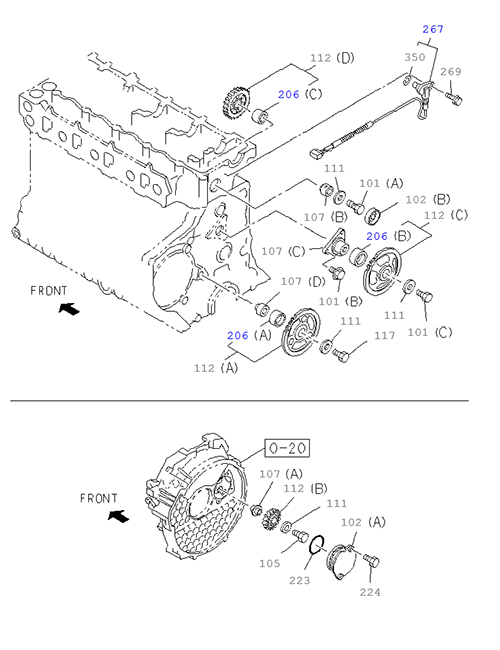 267
112 (D)
350
269
206 (C)
111
101 (A)
102 (B)
107 (B)
112 (C)
206 (B)
107 (C)
107 (D)
FRONT
101 (B)
111
101 (C)
206 (A)
111
117
112 (A)
0-20
107 (A)
FRONT
112 (B)
111
102 (A)
105
223
224